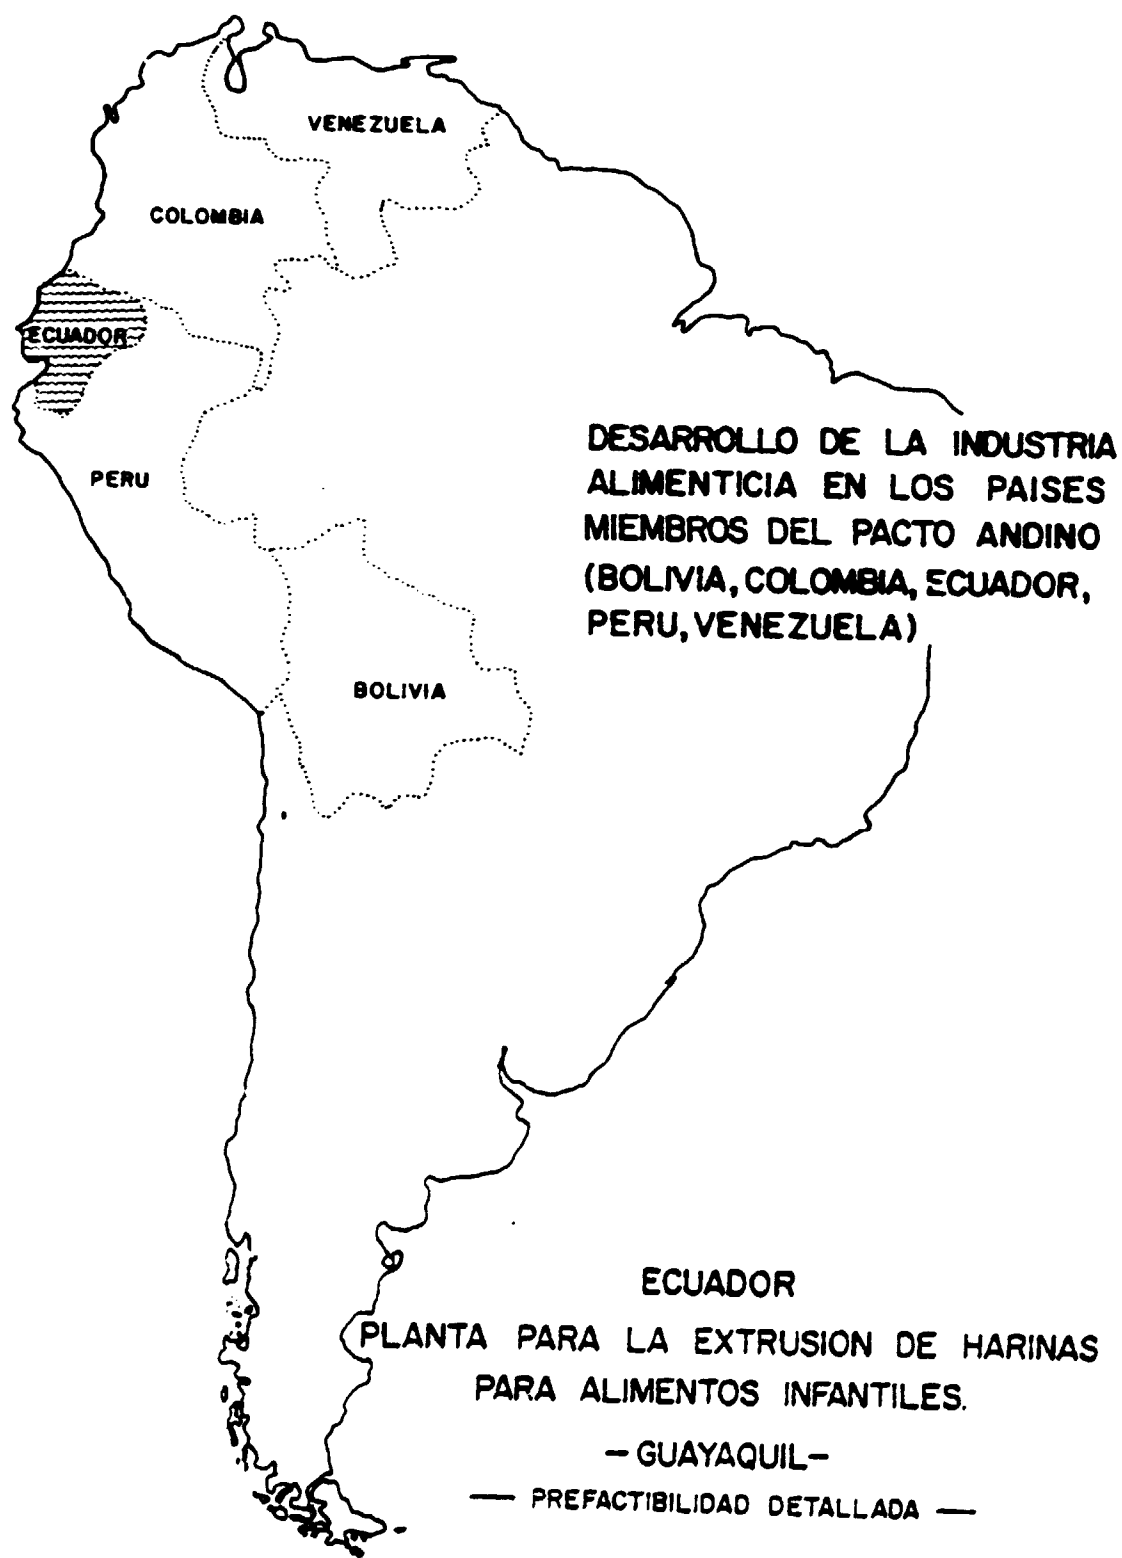 VENEZUELA
COLOMBIA
ECUADOR
PERU
BOLIVIA
DESARROLLO DE LA INDUSTRIA
ALIMENTICIA EN LOS PAISES
MIEMBROS DEL PACTO ANDINO
(BOLIVIA, COLOMBIA, ECUADOR,
PERU, VENEZUELA)
ECUADOR
PLANTA PARA LA EXTRUSION DE HARINAS
PARA ALIMENTOS INFANTILES.
- GUAYAQUIL -
— PREFACTIBILIDAD DETALLADA —